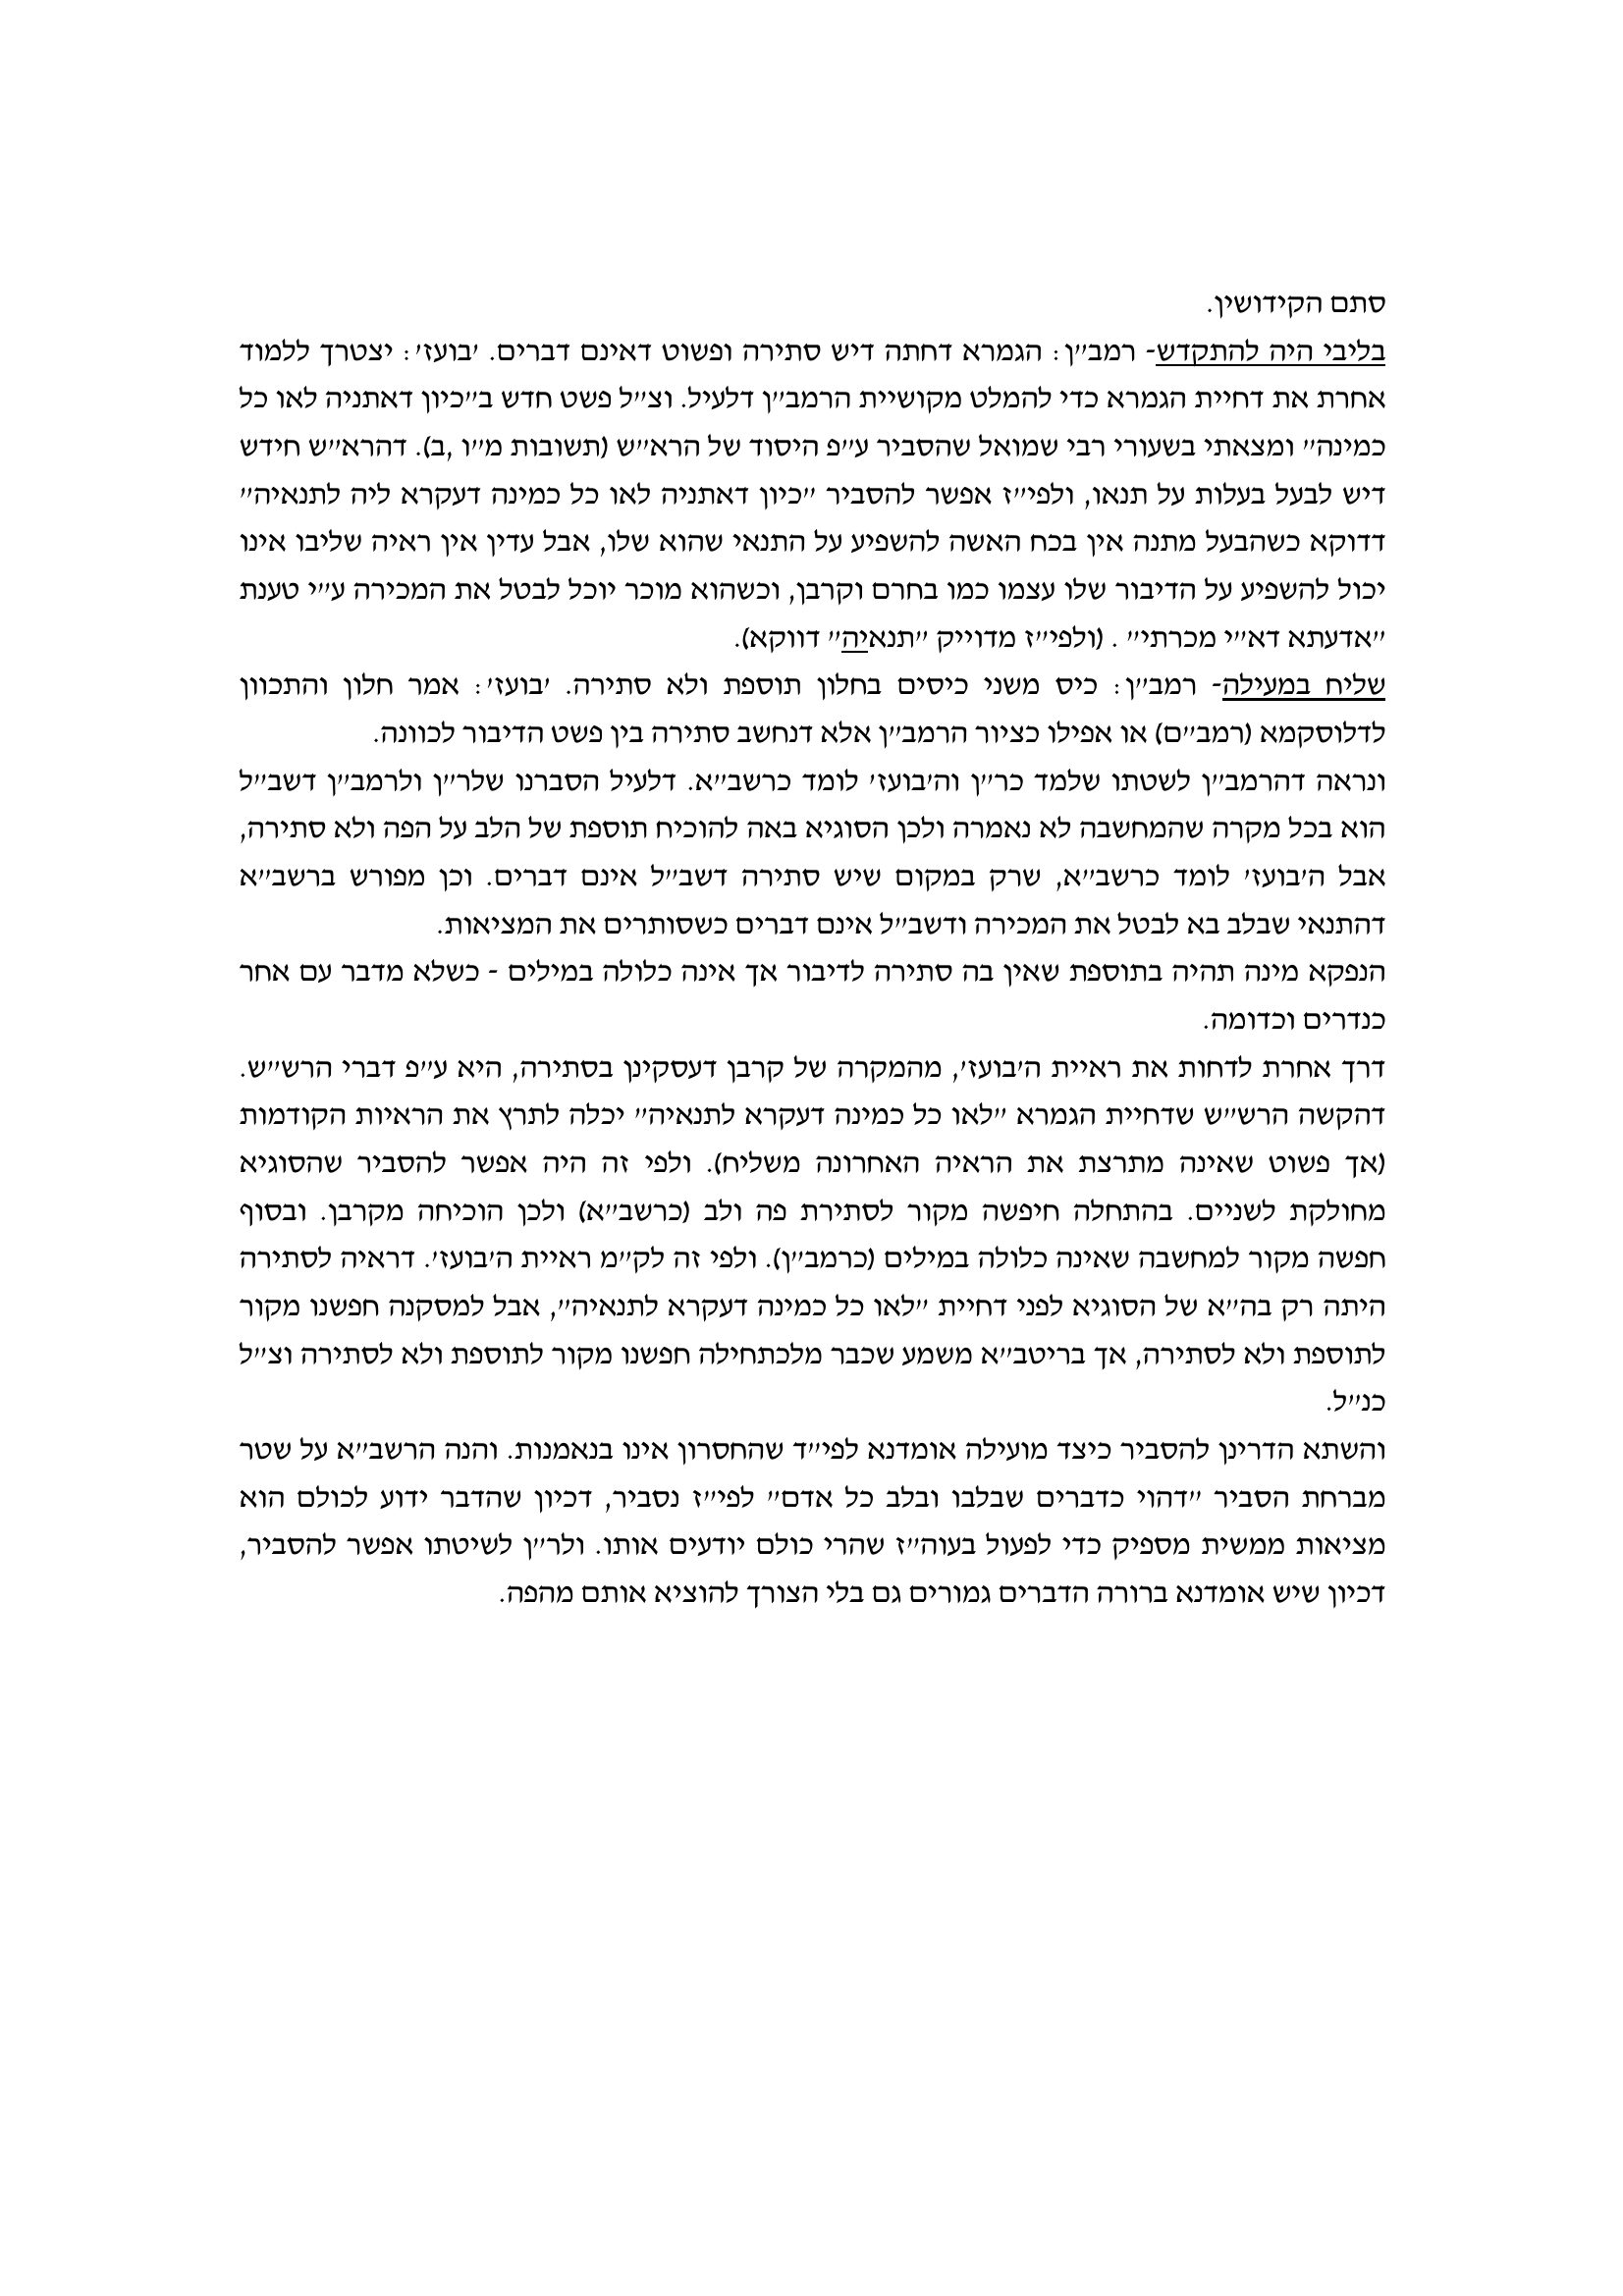 סתם הקידושין.
בליבי היה להתקדש- רמב״ן: הגמרא דחתה דיש סתירה ופשוט דאינם דברים. ׳בועז׳: יצטרך ללמוד
אחרת את דחיית הגמרא כדי להמלט מקושיית הרמב״ן דלעיל. וצ״ל פשט חדש ב״כיון דאתניה לאו כל
כמינה״ ומצאתי בשעורי רבי שמואל שהסביר ע״פ היסוד של הרא״ש (תשובות מ״ו ,ב). דהרא״ש חידש
דיש לבעל בעלות על תנאו, ולפי״ז אפשר להסביר ״כיון דאתניה לאו כל כמינה דעקרא ליה לתנאיה״
דדוקא כשהבעל מתנה אין בכח האשה להשפיע על התנאי שהוא שלו, אבל עדין אין ראיה שליבו אינו
יכול להשפיע על הדיבור שלו עצמו כמו בחרם וקרבן, וכשהוא מוכר יוכל לבטל את המכירה ע״י טענת
״אדעתא דא״י מכרתי״ . (ולפי״ז מדוייק ״תנאיה״ דווקא).
שליח במעילה- רמב״ן: כיס משני כיסים בחלון תוספת ולא סתירה. ׳בועז׳: אמר חלון והתכוון
לדלוסקמא (רמב״ם) או אפילו כציור הרמב״ן אלא דנחשב סתירה בין פשט הדיבור לכוונה.
ונראה דהרמב״ן לשטתו שלמד כר״ן וה׳בועז׳ לומד כרשב״א. דלעיל הסברנו שלר״ן ולרמב״ן דשב״ל
הוא בכל מקרה שהמחשבה לא נאמרה ולכן הסוגיא באה להוכיח תוספת של הלב על הפה ולא סתירה,
אבל ה׳בועז׳ לומד כרשב״א, שרק במקום שיש סתירה דשב״ל אינם דברים. וכן מפורש ברשב״א
דהתנאי שבלב בא לבטל את המכירה ודשב״ל אינם דברים כשסותרים את המציאות.
הנפקא מינה תהיה בתוספת שאין בה סתירה לדיבור אך אינה כלולה במילים - כשלא מדבר עם אחר
כנדרים וכדומה.
דרך אחרת לדחות את ראיית ה׳בועז׳, מהמקרה של קרבן דעסקינן בסתירה, היא ע״פ דברי הרש״ש.
דהקשה הרש״ש שדחיית הגמרא ״לאו כל כמינה דעקרא לתנאיה״ יכלה לתרץ את הראיות הקודמות
(אך פשוט שאינה מתרצת את הראיה האחרונה משליח). ולפי זה היה אפשר להסביר שהסוגיא
מחולקת לשניים. בהתחלה חיפשה מקור לסתירת פה ולב (כרשב״א) ולכן הוכיחה מקרבן. ובסוף
חפשה מקור למחשבה שאינה כלולה במילים (כרמב״ן). ולפי זה לק״מ ראיית ה׳בועז׳. דראיה לסתירה
היתה רק בה״א של הסוגיא לפני דחיית ״לאו כל כמינה דעקרא לתנאיה״, אבל למסקנה חפשנו מקור
לתוספת ולא לסתירה, אך בריטב״א משמע שכבר מלכתחילה חפשנו מקור לתוספת ולא לסתירה וצ״ל
כנ״ל.
והשתא הדרינן להסביר כיצד מועילה אומדנא לפי״ד שהחסרון אינו בנאמנות. והנה הרשב״א על שטר
מברחת הסביר ״דהוי כדברים שבלבו ובלב כל אדם״ לפי״ז נסביר, דכיון שהדבר ידוע לכולם הוא
מציאות ממשית מספיק כדי לפעול בעוה״ז שהרי כולם יודעים אותו. ולר״ן לשיטתו אפשר להסביר,
דכיון שיש אומדנא ברורה הדברים גמורים גם בלי הצורך להוציא אותם מהפה.